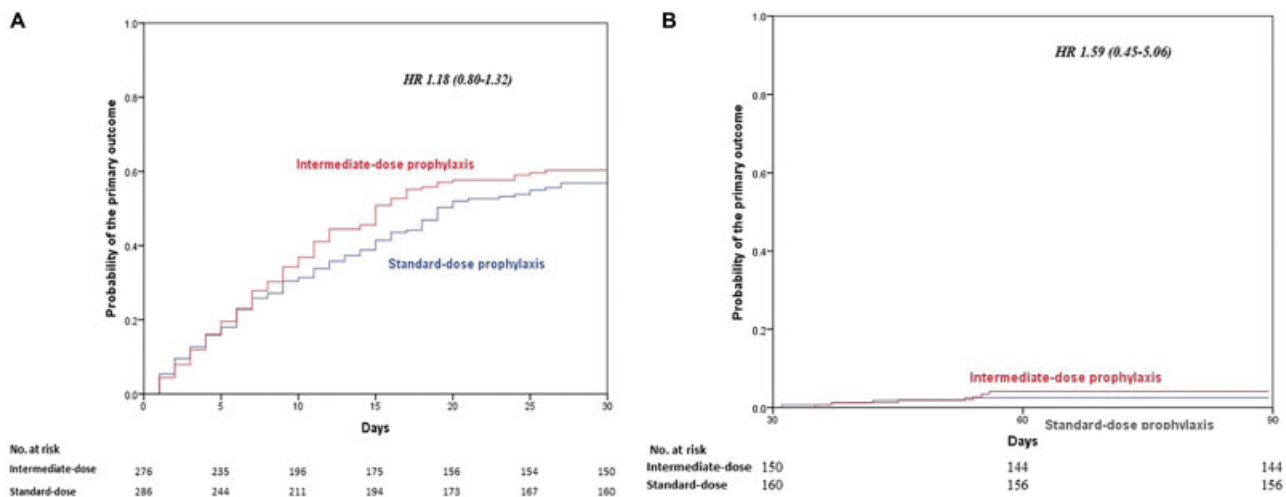 A
1.0
0.8
0.6
0.4
0.2
0.0
Probability of the primary outcome
HR 1.18 (0.80-1.32)
Intermediate-dose prophylaxis
Standard-dose prophylaxis
0 5 10 15 20 25 30
Days
No. at risk
Intermediate-dose 276 235 196 175 156 154 150
Standard-dose 286 244 211 194 173 167 160
B
1.0
0.8
0.6
0.4
0.2
0.0
Probability of the primary outcome
HR 1.59 (0.45-5.06)
Intermediate-dose prophylaxis
30 60 90
Standard-dose prophylaxis
Days
No. at risk
Intermediate-dose 150 144 144
Standard-dose 160 156 156